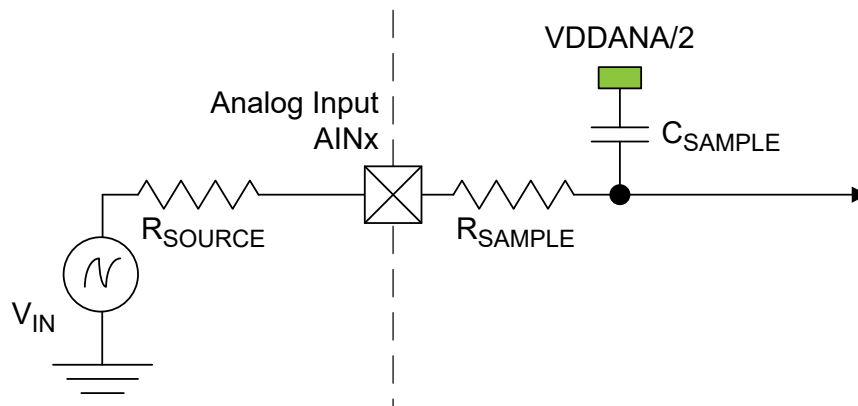 VDDANA/2
Analog Input
AINx
CSAMPLE
RSOURCE
RSAMPLE
VIN